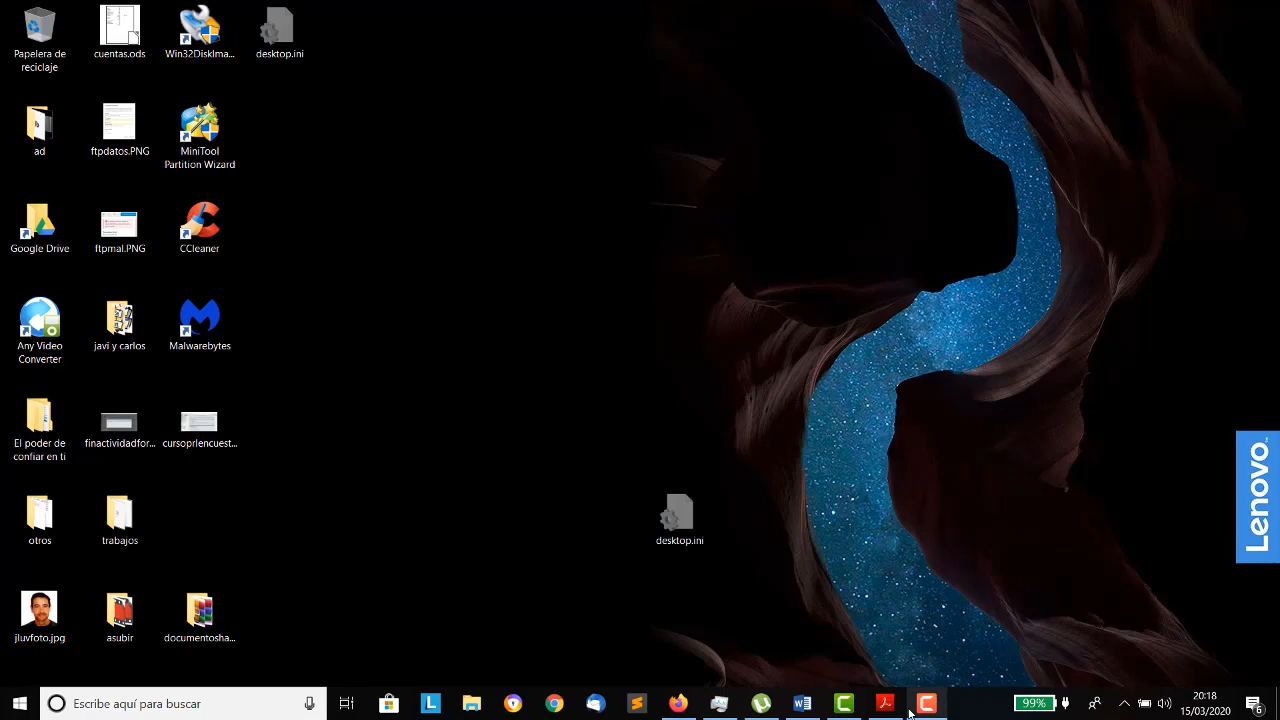 Papelera de
reciclaje
cuentas.ods
Win32DiskIma...
desktop.ini
ad
ftpdatos.PNG
MiniTool
Partition Wizard
Google Drive
ftpmal.PNG
CCleaner
Any Video
Converter
javi y carlos
Malwarebytes
El poder de
confiar en ti
finactividadfor...
cursoprlencuest...
otros
trabajos
desktop.ini
jluvfoto.jpg
asubir
documentosha...
Lenovo
Escribe aquí para buscar
99%
20:18
15/03/2020
6